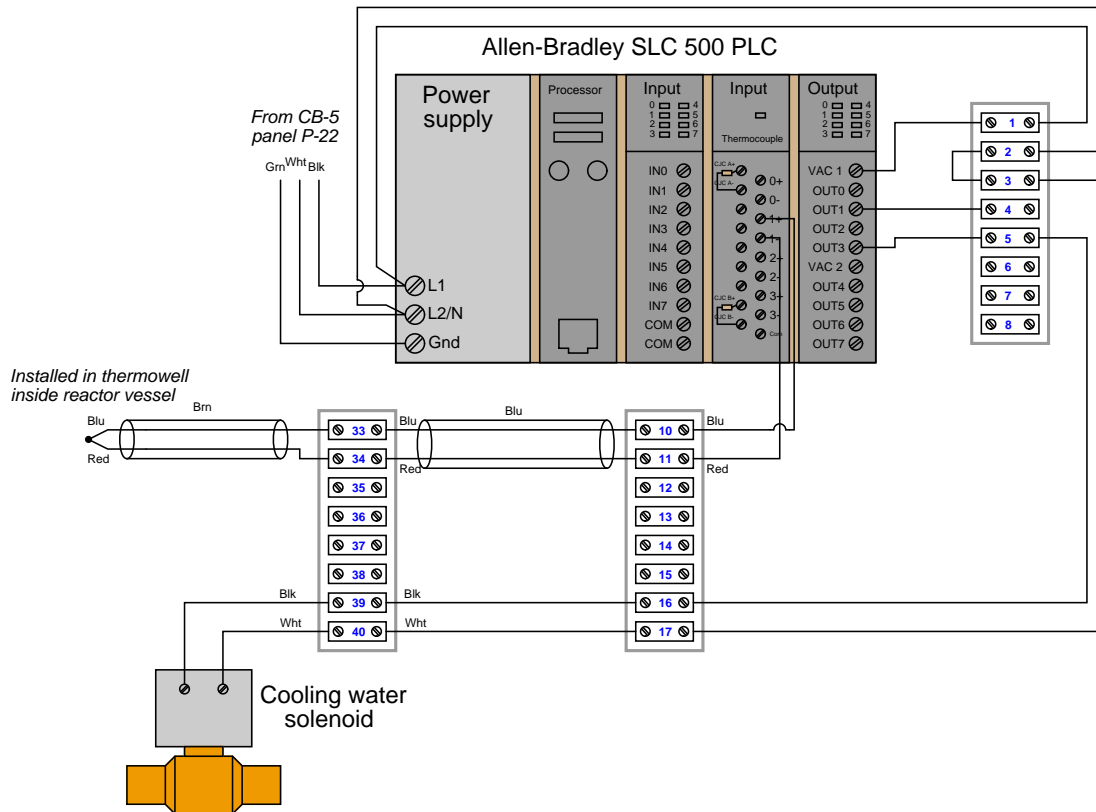 Allen-Bradley SLC 500 PLC
From CB-5
panel P-22
Grn Wht Blk
Power
supply
L1
L2/N
Gnd
Processor
Input
0 4
1 5
2 6
3 7
IN0
IN1
IN2
IN3
IN4
IN5
IN6
IN7
COM
COM
Input
Thermocouple
CJC A+
CJC A-
0+
0-
1+
1-
2+
2-
3+
3-
CJC B+
CJC B-
Com
Output
0 4
1 5
2 6
3 7
VAC 1
OUT0
OUT1
OUT2
OUT3
VAC 2
OUT4
OUT5
OUT6
OUT7
1
2
3
4
5
6
7
8
Installed in thermowell
inside reactor vessel
Blu Brn 33 Blu Blu 10 Blu
Red 34 Red 11 Red
35 12
36 13
37 14
38 15
Blk 39 Blk 16
Wht 40 Wht 17
Cooling water
solenoid